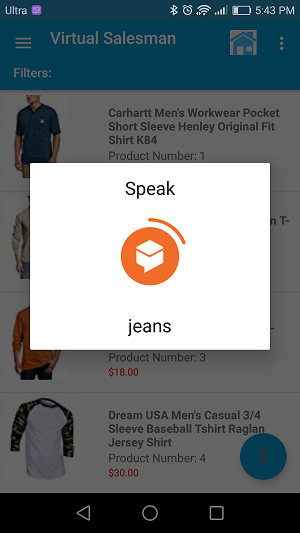 Ultra
5:43 PM
Virtual Salesman
Filters:
Carhartt Men's Workwear Pocket
Short Sleeve Henley Original Fit
Shirt K84
Product Number: 1
Speak
n T-
jeans
Product Number: 3
$18.00
Dream USA Men's Casual 3/4
Sleeve Baseball Tshirt Raglan
Jersey Shirt
Product Number: 4
$30.00